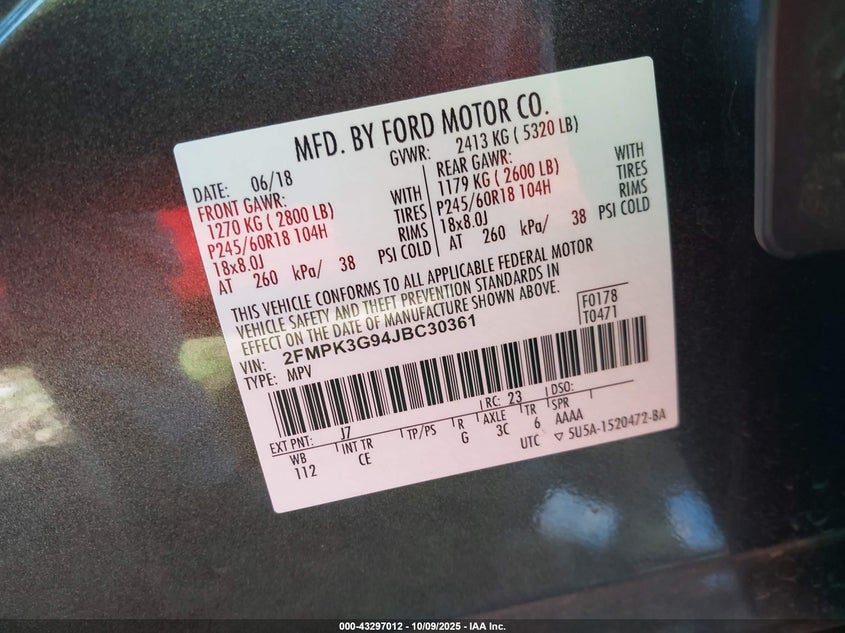 MFD. BY FORD MOTOR CO.
DATE: 06/18
GVWR: 2413 KG ( 5320 LB)
FRONT GAWR:
1270 KG ( 2800 LB)
P245/60R18 104H
18x8.0J
AT 260 kPa/ 38
WITH
TIRES
RIMS
PSI COLD
REAR GAWR:
1179 KG ( 2600 LB)
P245/60R18 104H
18x8.0J
AT 260 kPa/ 38
WITH
TIRES
RIMS
PSI COLD
THIS VEHICLE CONFORMS TO ALL APPLICABLE FEDERAL MOTOR
VEHICLE SAFETY AND THEFT PREVENTION STANDARDS IN
EFFECT ON THE DATE OF MANUFACTURE SHOWN ABOVE.
VIN: 2FMPK3G94JBC30361
TYPE: MPV
F0178
T0471
EXT PNT: J7 RC: 23 DSO:
WB INT TR TP/PS R AXLE TR SPR
112 CE G 3C 6 AAAA
UTC ▽ 5U5A-1520472-BA
000-43297012 - 10/09/2025 - IAA Inc.